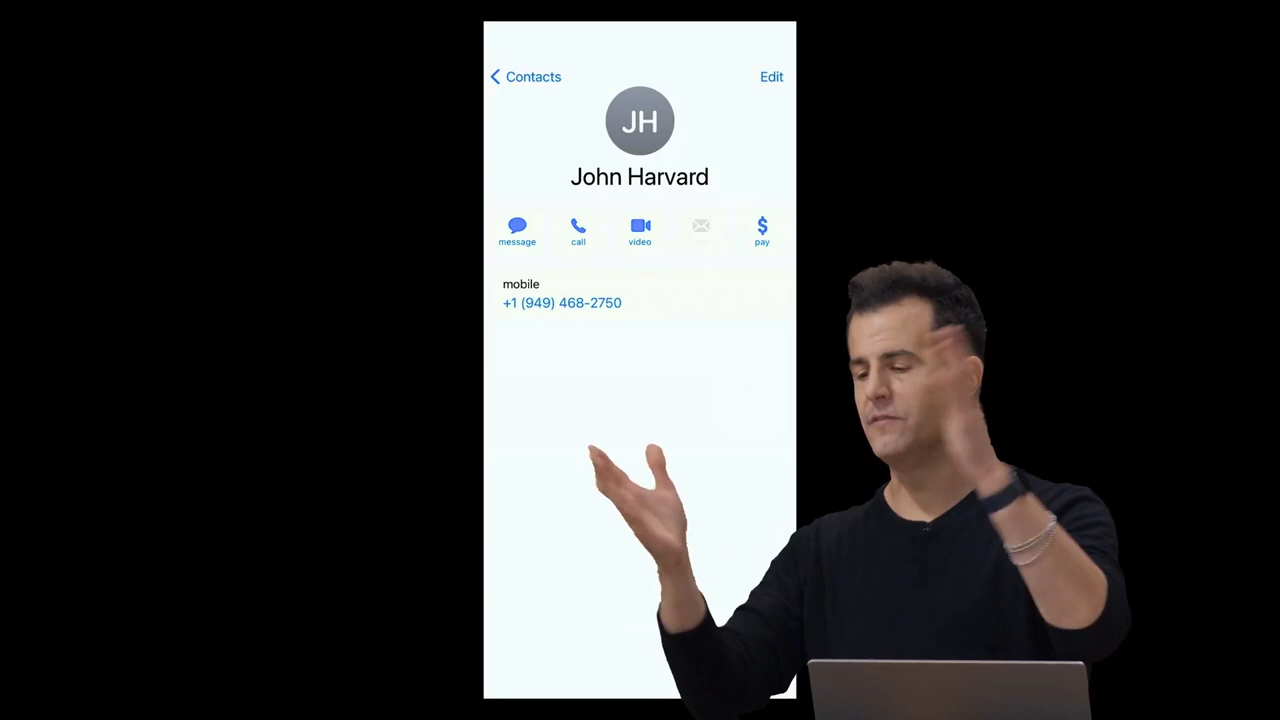 Contacts
Edit
JH
John Harvard
message
call
video
pay
mobile
+1 (949) 468-2750